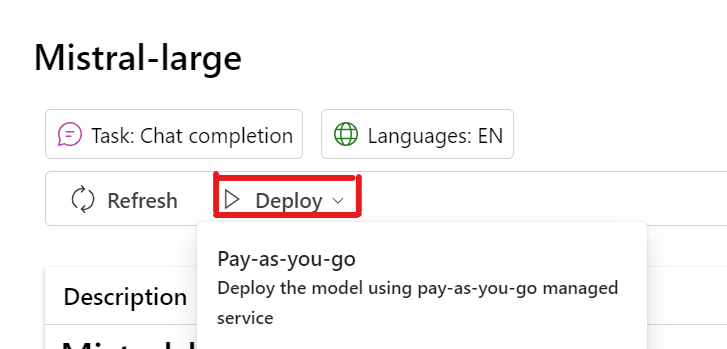 Mistral-large
Task: Chat completion
Languages: EN
Refresh
Deploy
Pay-as-you-go
Deploy the model using pay-as-you-go managed
service
Description